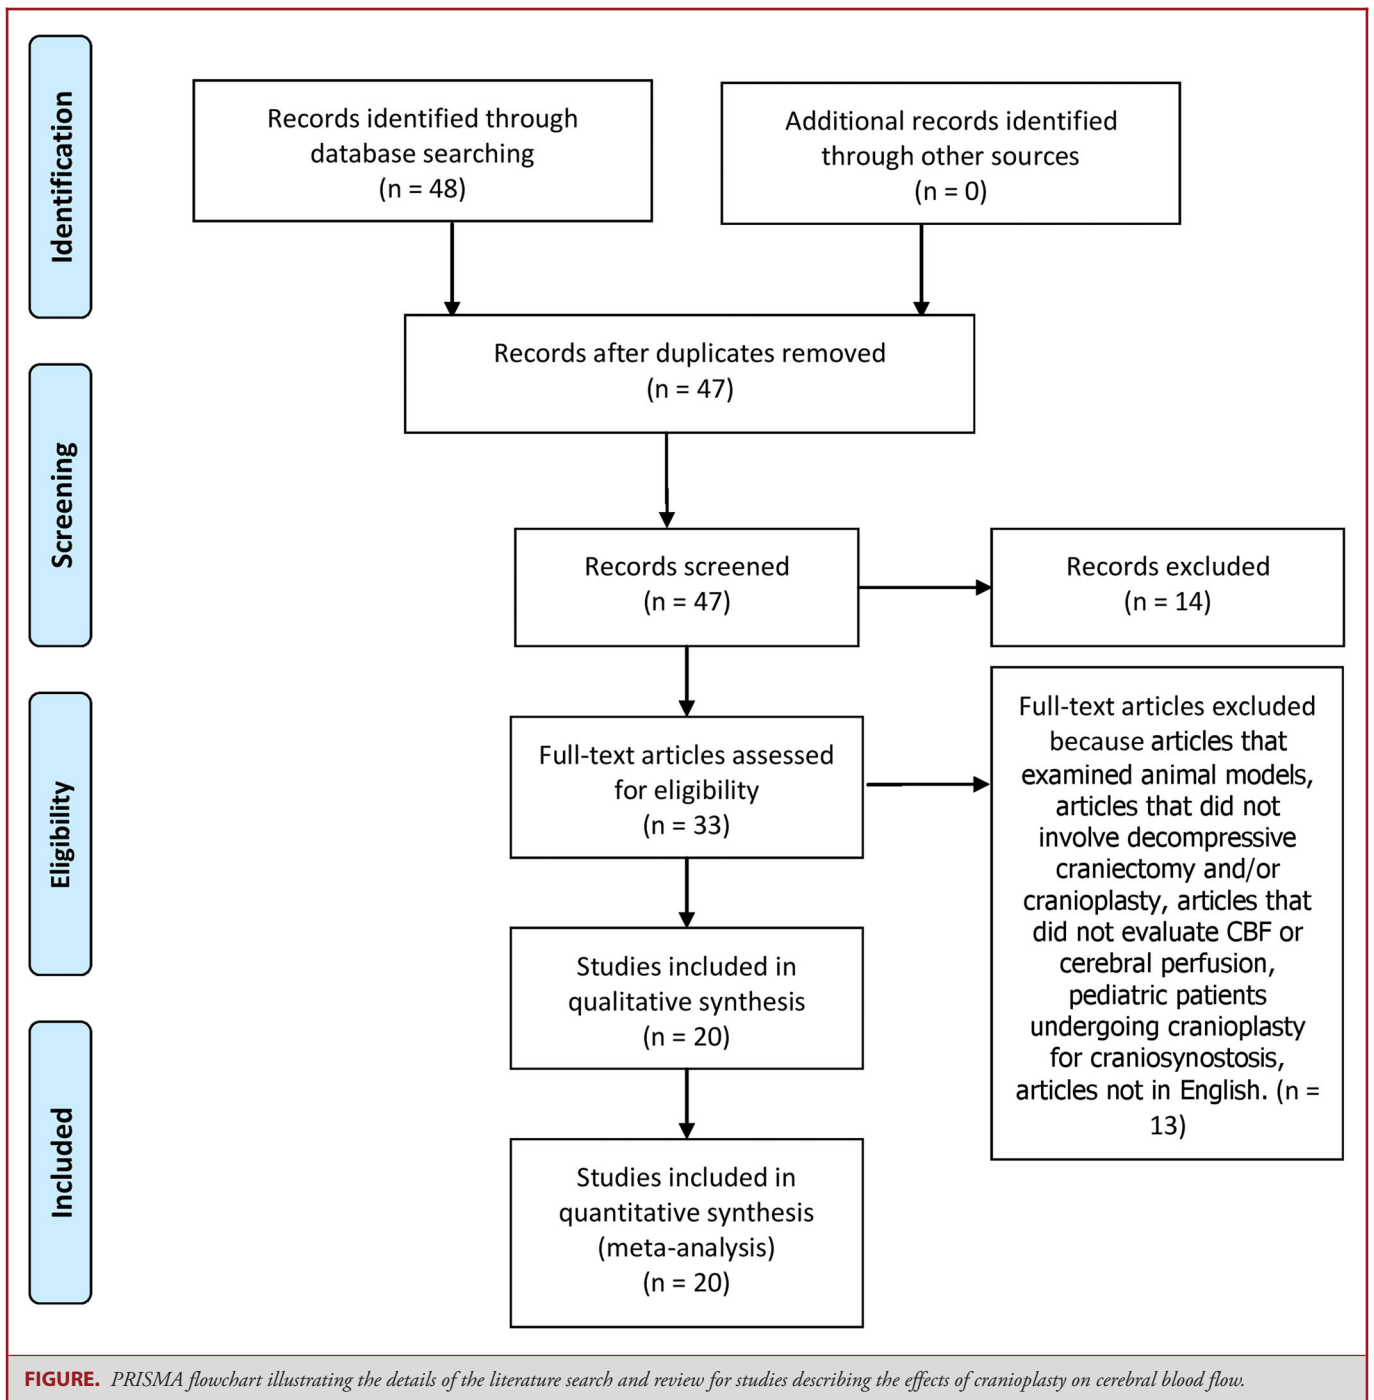 Identification
Records identified through
database searching
(n = 48)
Additional records identified
through other sources
(n = 0)
Records after duplicates removed
(n = 47)
Screening
Records screened
(n = 47)
Records excluded
(n = 14)
Eligibility
Full-text articles assessed
for eligibility
(n = 33)
Full-text articles excluded
because articles that
examined animal models,
articles that did not
involve decompressive
craniectomy and/or
cranioplasty, articles that
did not evaluate CBF or
cerebral perfusion,
pediatric patients
undergoing cranioplasty
for craniosynostosis,
articles not in English. (n =
13)
Studies included in
qualitative synthesis
(n = 20)
Included
Studies included in
quantitative synthesis
(meta-analysis)
(n = 20)
FIGURE. PRISMA flowchart illustrating the details of the literature search and review for studies describing the effects of cranioplasty on cerebral blood flow.